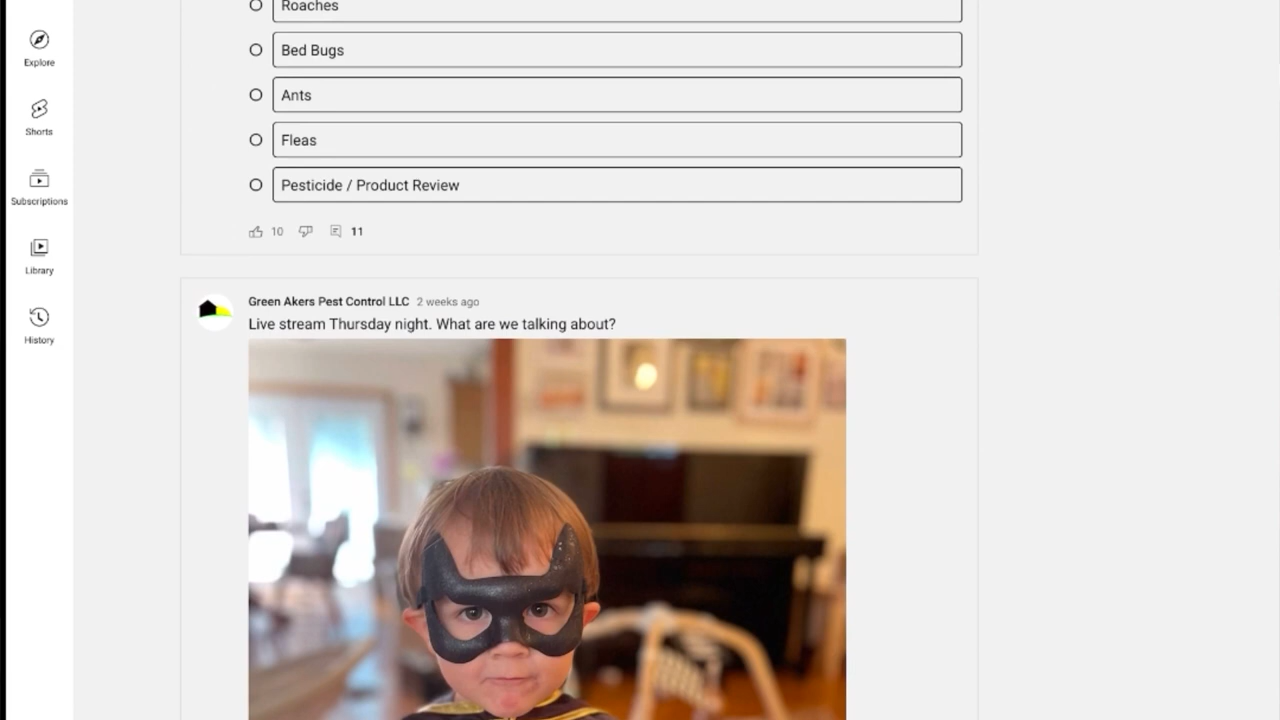 Roaches
Explore
Bed Bugs
Ants
Shorts
Fleas
Pesticide / Product Review
Subscriptions
10 11
Library
Green Akers Pest Control LLC 2 weeks ago
Live stream Thursday night. What are we talking about?
History